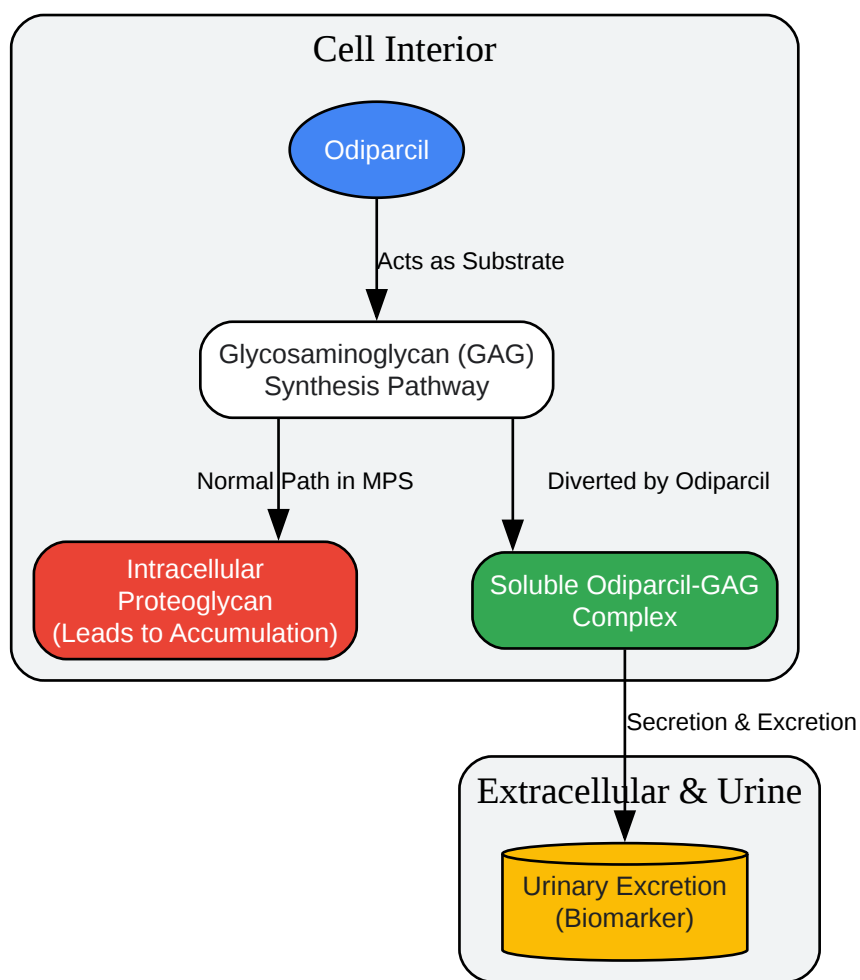 Cell Interior
Odiparcil
Acts as Substrate
Glycosaminoglycan (GAG)
Synthesis Pathway
Normal Path in MPS
Diverted by Odiparcil
Intracellular
Proteoglycan
(Leads to Accumulation)
Soluble Odiparcil-GAG
Complex
Secretion & Excretion
Extracellular & Urine
Urinary Excretion
(Biomarker)